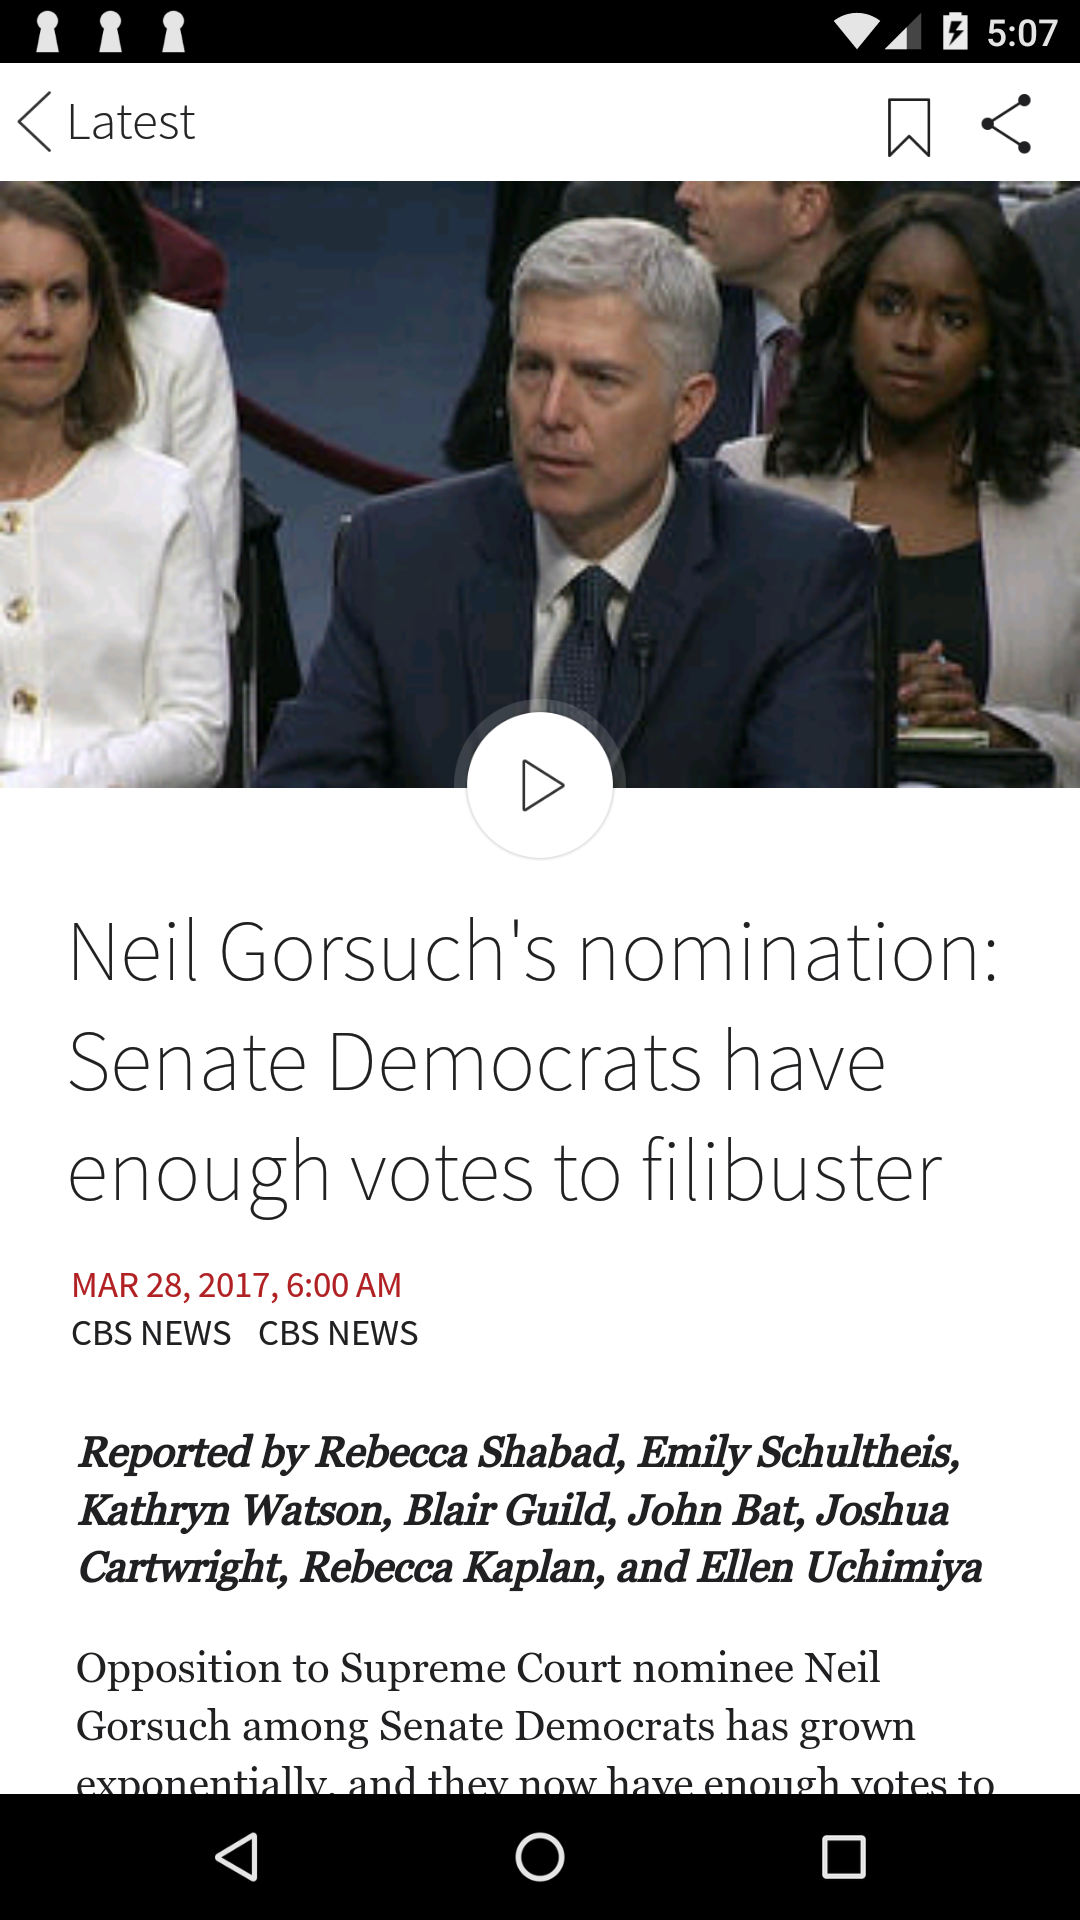 5:07
Latest
Neil Gorsuch's nomination:
Senate Democrats have
enough votes to filibuster
MAR 28, 2017, 6:00 AM
CBS NEWS CBS NEWS
Reported by Rebecca Shabad, Emily Schultheis,
Kathryn Watson, Blair Guild, John Bat, Joshua
Cartwright, Rebecca Kaplan, and Ellen Uchimiya
Opposition to Supreme Court nominee Neil
Gorsuch among Senate Democrats has grown
exponentially, and they now have enough votes to